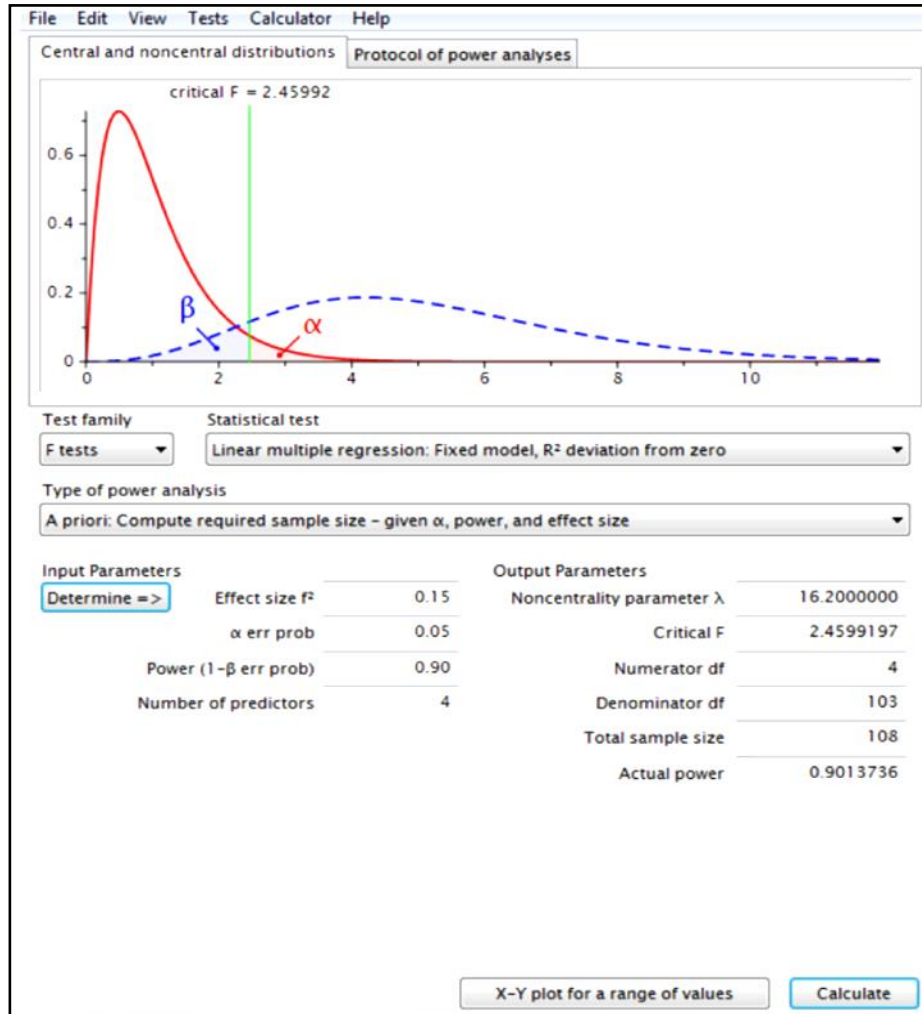 File Edit View Tests Calculator Help
Central and noncentral distributions Protocol of power analyses
critical F = 2.45992
0.6
0.4
0.2
0
β
α
0 2 4 6 8 10
Test family Statistical test
F tests Linear multiple regression: Fixed model, R² deviation from zero
Type of power analysis
A priori: Compute required sample size – given α, power, and effect size
Input Parameters Output Parameters
Determine => Effect size f² 0.15 Noncentrality parameter λ 16.2000000
α err prob 0.05 Critical F 2.4599197
Power (1-β err prob) 0.90 Numerator df 4
Number of predictors 4 Denominator df 103
Total sample size 108
Actual power 0.9013736
X-Y plot for a range of values Calculate